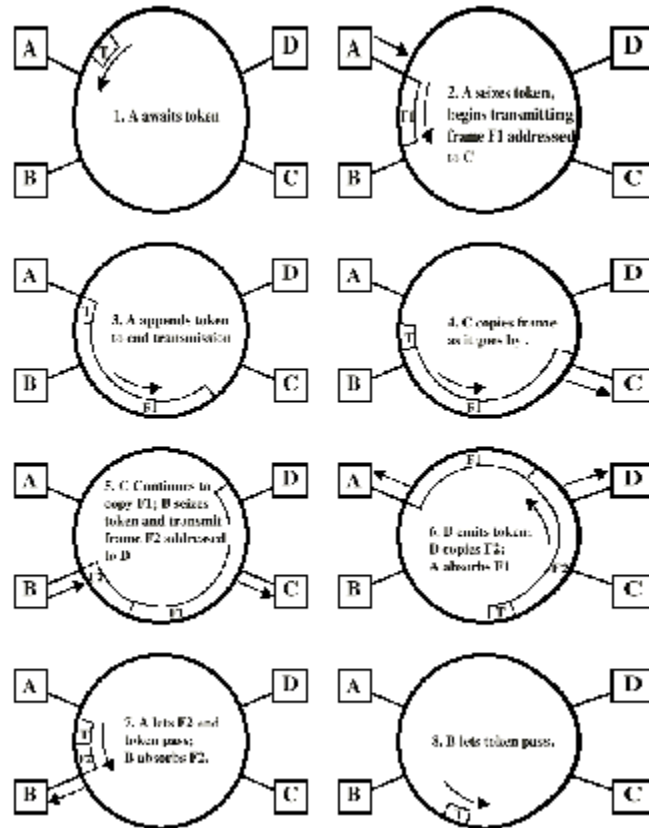 A
D
T
1. A awaits token
B
C
A
D
2. A seizes token,
begins transmitting
frame F1 addressed
to C
F1
B
C
A
D
T
3. A appends token
to end transmission
B
C
F1
A
D
4. C copies frame
as it goes by .
T
B
C
F1
A
D
5. C Continues to
copy F1; B seizes
token and transmit
frame F2 addressed
to D
B
F2
C
F1
A
F1
D
6. B emits token;
D copies F2;
A absorbs F1
B
F2
C
T
A
D
7. A lets F2 and
token pass;
B absorbs F2.
T
F2
B
C
A
D
8. B lets token pass.
B
C
T